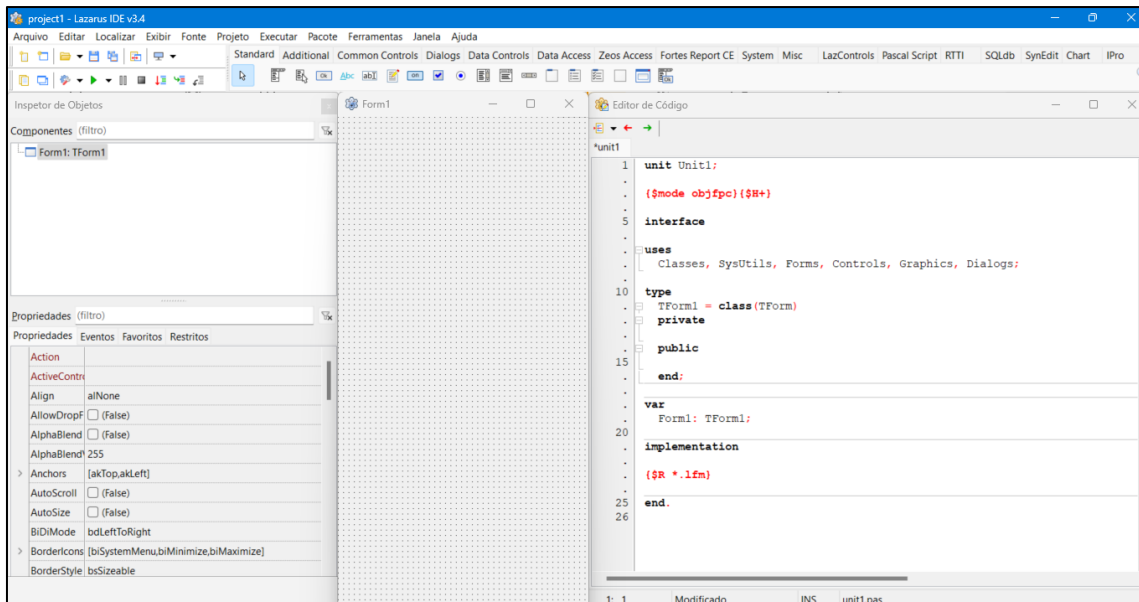 project1 - Lazarus IDE v3.4
Arquivo Editar Localizar Exibir Fonte Projeto Executar Pacote Ferramentas Janela Ajuda
Standard Additional Common Controls Dialogs Data Controls Data Access Zeos Access Fortes Report CE System Misc LazControls Pascal Script RTTI SQLdb SynEdit Chart IPro
Ok Abc abI on
Inspetor de Objetos
Componentes (filtro)
Form1: TForm1
Propriedades (filtro)
Propriedades Eventos Favoritos Restritos
Action
ActiveContro
Align alNone
AllowDropF (False)
AlphaBlend (False)
AlphaBlendV 255
Anchors [akTop,akLeft]
AutoScroll (False)
AutoSize (False)
BiDiMode bdLeftToRight
BorderIcons [biSystemMenu,biMinimize,biMaximize]
BorderStyle bsSizeable
Form1
Editor de Código
*unit1
1 unit Unit1;
.
. {$mode objfpc}{$H+}
.
5 interface
.
. uses
. Classes, SysUtils, Forms, Controls, Graphics, Dialogs;
.
10 type
. TForm1 = class(TForm)
. private
.
. public
15
. end;
.
. var
. Form1: TForm1;
20
. implementation
.
. {$R *.lfm}
.
25 end.
26
1: 1 Modificado INS unit1.pas